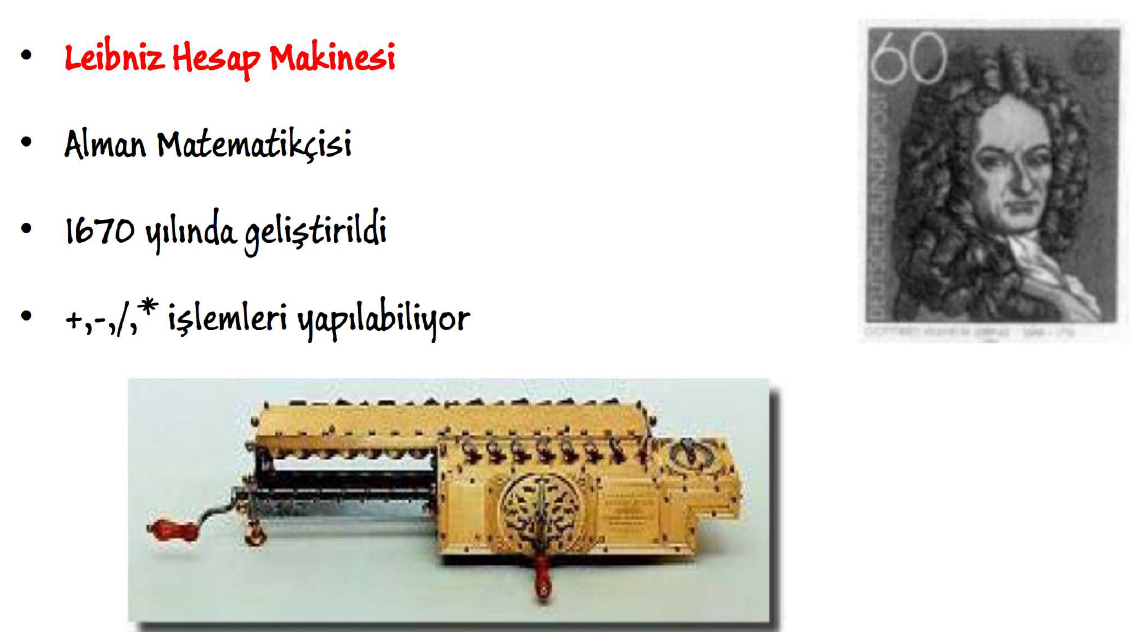 • Leibniz Hesap Makinesi
• Alman Matematikçisi
• 1670 yılında geliştirildi
• +,-,/,* işlemleri yapılabiliyor
60
DEUTSCHE BUNDESPOST